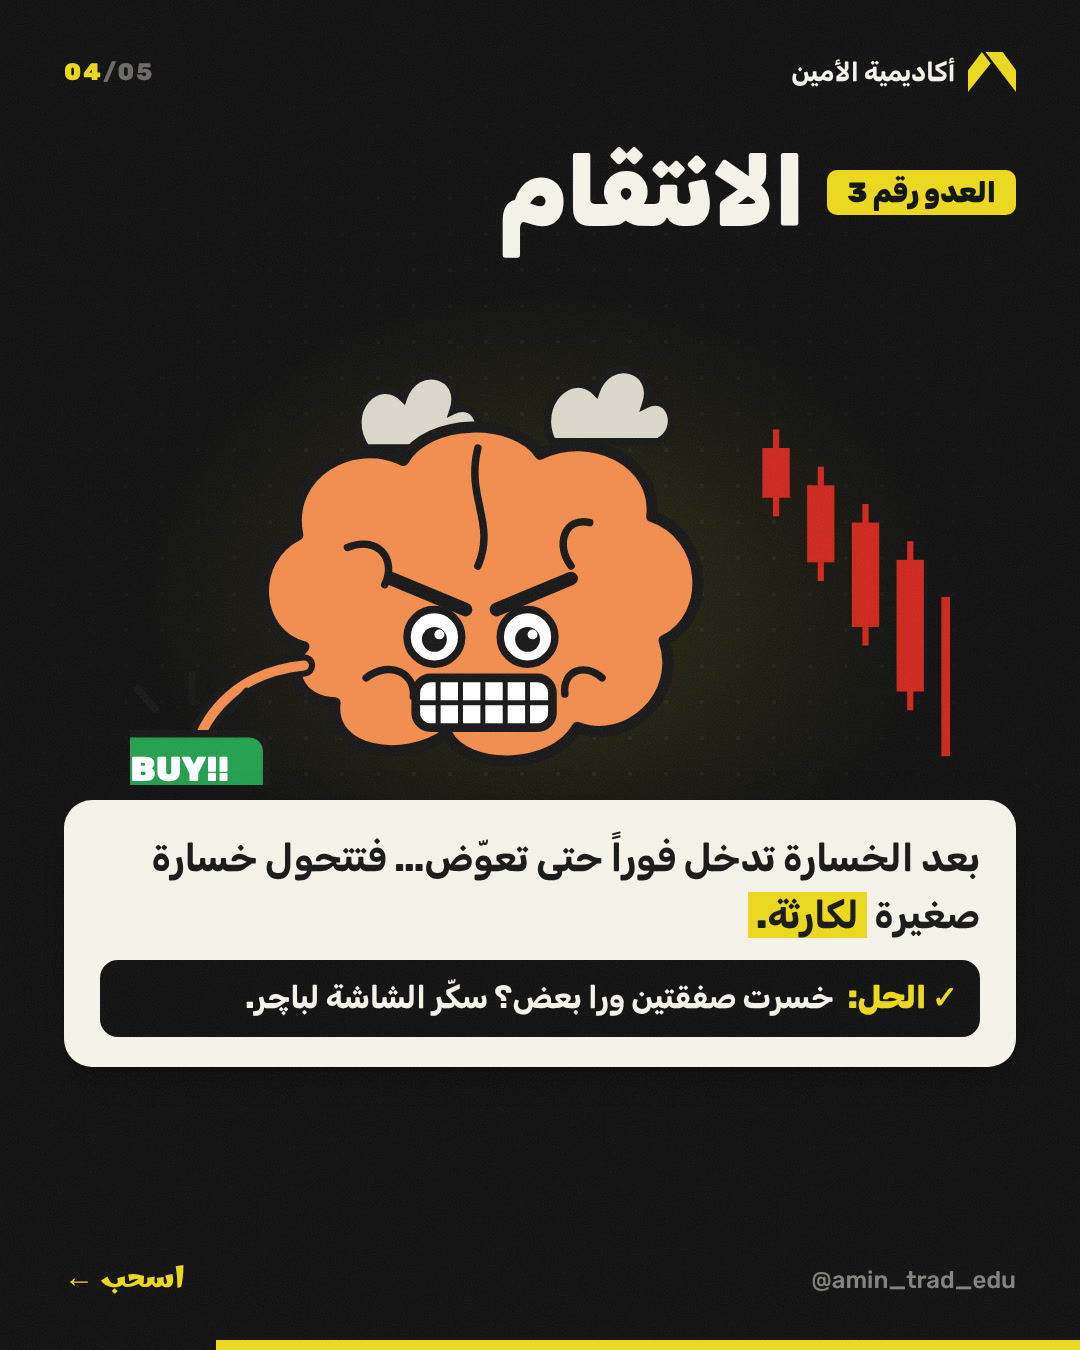 أكاديمية الأمين
04/05
العدو رقم 3
الانتقام
BUY!!
بعد الخسارة تدخل فوراً حتى تعوّض... فتتحول خسارة
صغيرة لكارثة.
✓ الحل: خسرت صفقتين ورا بعض؟ سكّر الشاشة لباچر.
@amin_trad_edu
اسحب ←